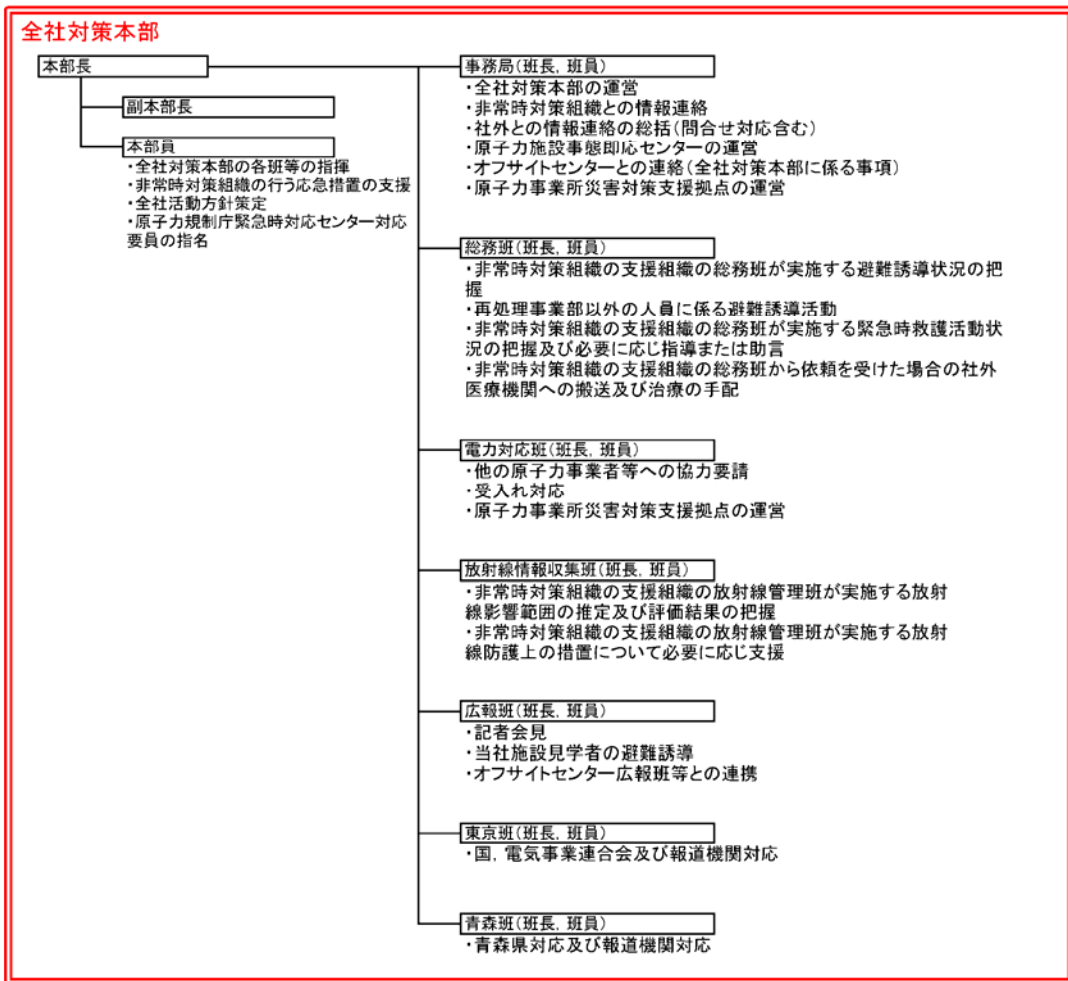 全社対策本部
本部長
副本部長
本部員
・全社対策本部の各班等の指揮
・非常時対策組織の行う応急措置の支援
・全社活動方針策定
・原子力規制庁緊急時対応センター対応
要員の指名
事務局(班長, 班員)
・全社対策本部の運営
・非常時対策組織との情報連絡
・社外との情報連絡の総括(問合せ対応含む)
・原子力施設事態即応センターの運営
・オフサイトセンターとの連絡(全社対策本部に係る事項)
・原子力事業所災害対策支援拠点の運営
総務班(班長, 班員)
・非常時対策組織の支援組織の総務班が実施する避難誘導状況の把
握
・再処理事業部以外の人員に係る避難誘導活動
・非常時対策組織の支援組織の総務班が実施する緊急時救護活動状
況の把握及び必要に応じ指導または助言
・非常時対策組織の支援組織の総務班から依頼を受けた場合の社外
医療機関への搬送及び治療の手配
電力対応班(班長, 班員)
・他の原子力事業者等への協力要請
・受入れ対応
・原子力事業所災害対策支援拠点の運営
放射線情報収集班(班長, 班員)
・非常時対策組織の支援組織の放射線管理班が実施する放射
線影響範囲の推定及び評価結果の把握
・非常時対策組織の支援組織の放射線管理班が実施する放射
線防護上の措置について必要に応じ支援
広報班(班長, 班員)
・記者会見
・当社施設見学者の避難誘導
・オフサイトセンター広報班等との連携
東京班(班長, 班員)
・国, 電気事業連合会及び報道機関対応
青森班(班長, 班員)
・青森県対応及び報道機関対応